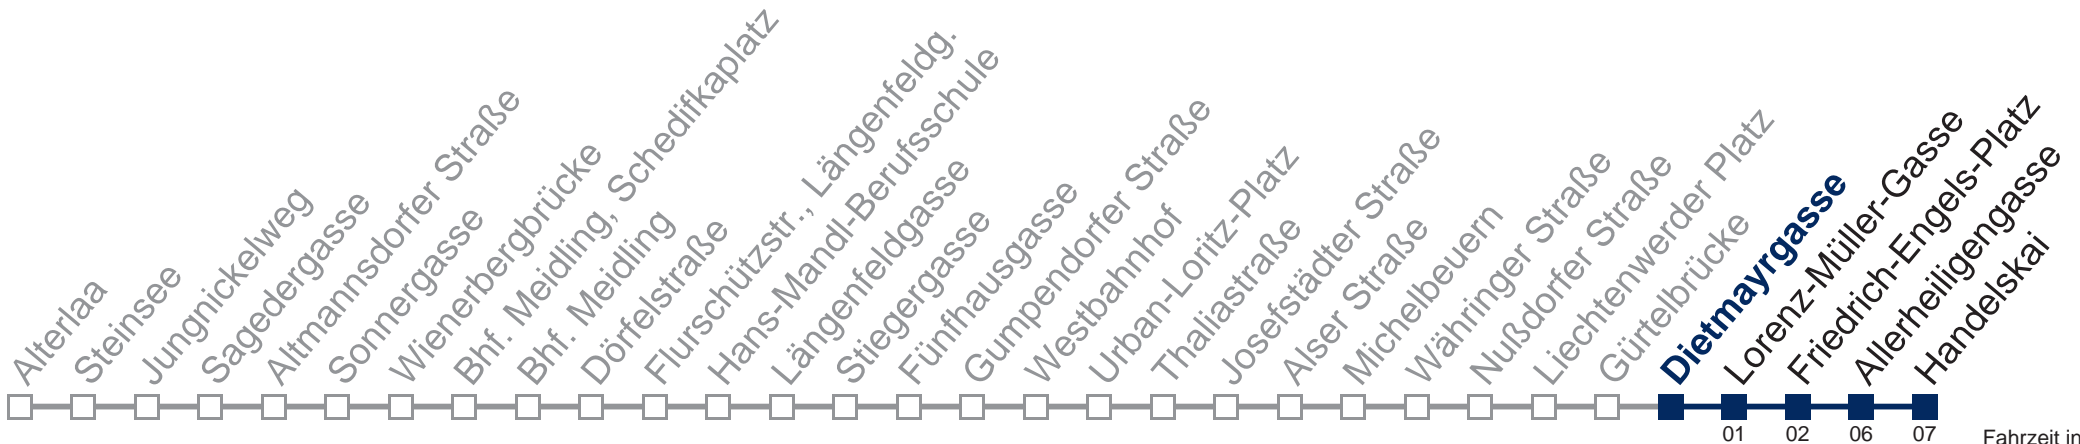 Alterlaa
Steinsee
Jungnickelweg
Sagedergasse
Altmannsdorfer Straße
Sonnergasse
Wienerbergbrücke
Bhf. Meidling, Schedifkaplatz
Bhf. Meidling
Dörfelstraße
Flurschützstr., Längenfeldg.
Hans-Mandl-Berufsschule
Längenfeldgasse
Stiegergasse
Fünfhausgasse
Gumpendorfer Straße
Westbahnhof
Urban-Loritz-Platz
Thaliastraße
Josefstädter Straße
Alser Straße
Michelbeuern
Währinger Straße
Nußdorfer Straße
Liechtenwerder Platz
Gürtelbrücke
Dietmayrgasse
Lorenz-Müller-Gasse
Friedrich-Engels-Platz
Allerheiligengasse
Handelskai
01 02 06 07
Fahrzeit in